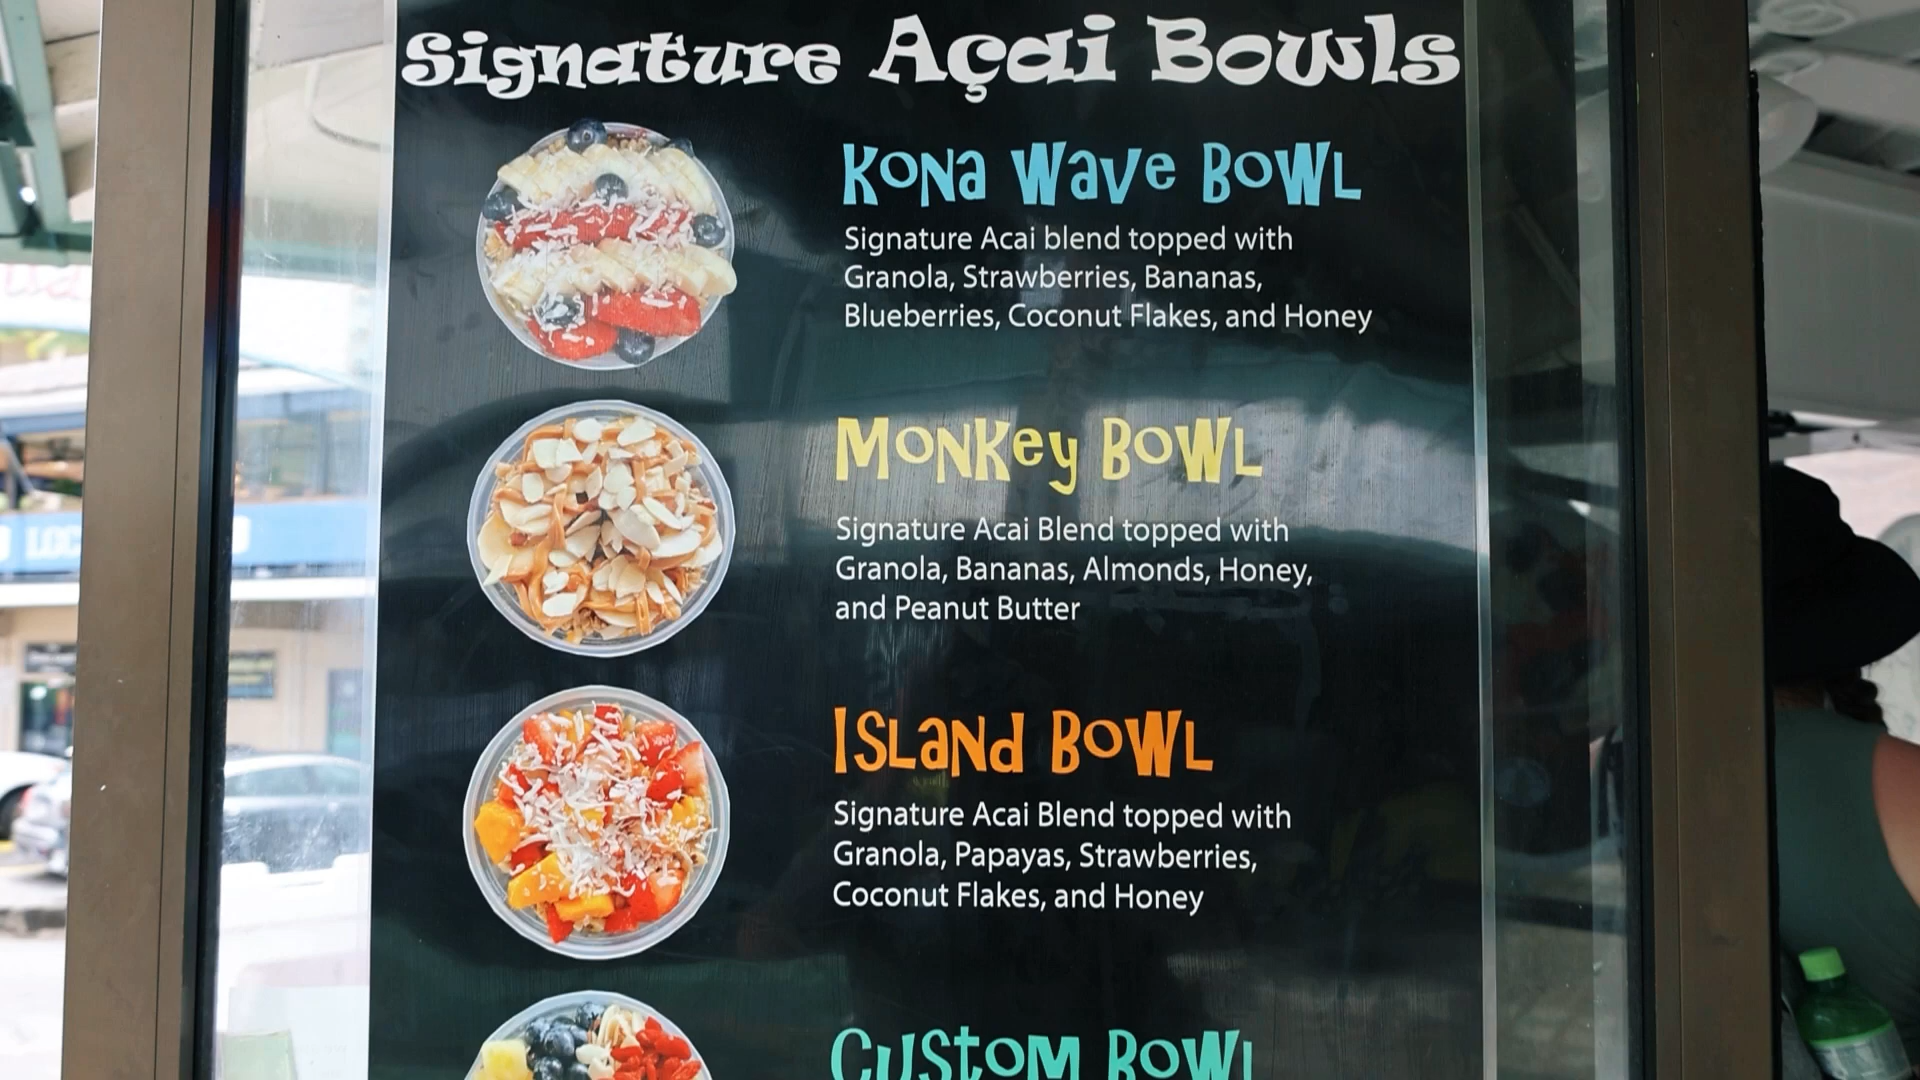 Signature Açai Bowls
Kona Wave Bowl
Signature Acai blend topped with
Granola, Strawberries, Bananas,
Blueberries, Coconut Flakes, and Honey
Monkey Bowl
Signature Acai Blend topped with
Granola, Bananas, Almonds, Honey,
and Peanut Butter
Island Bowl
Signature Acai Blend topped with
Granola, Papayas, Strawberries,
Coconut Flakes, and Honey
Custom Bowl